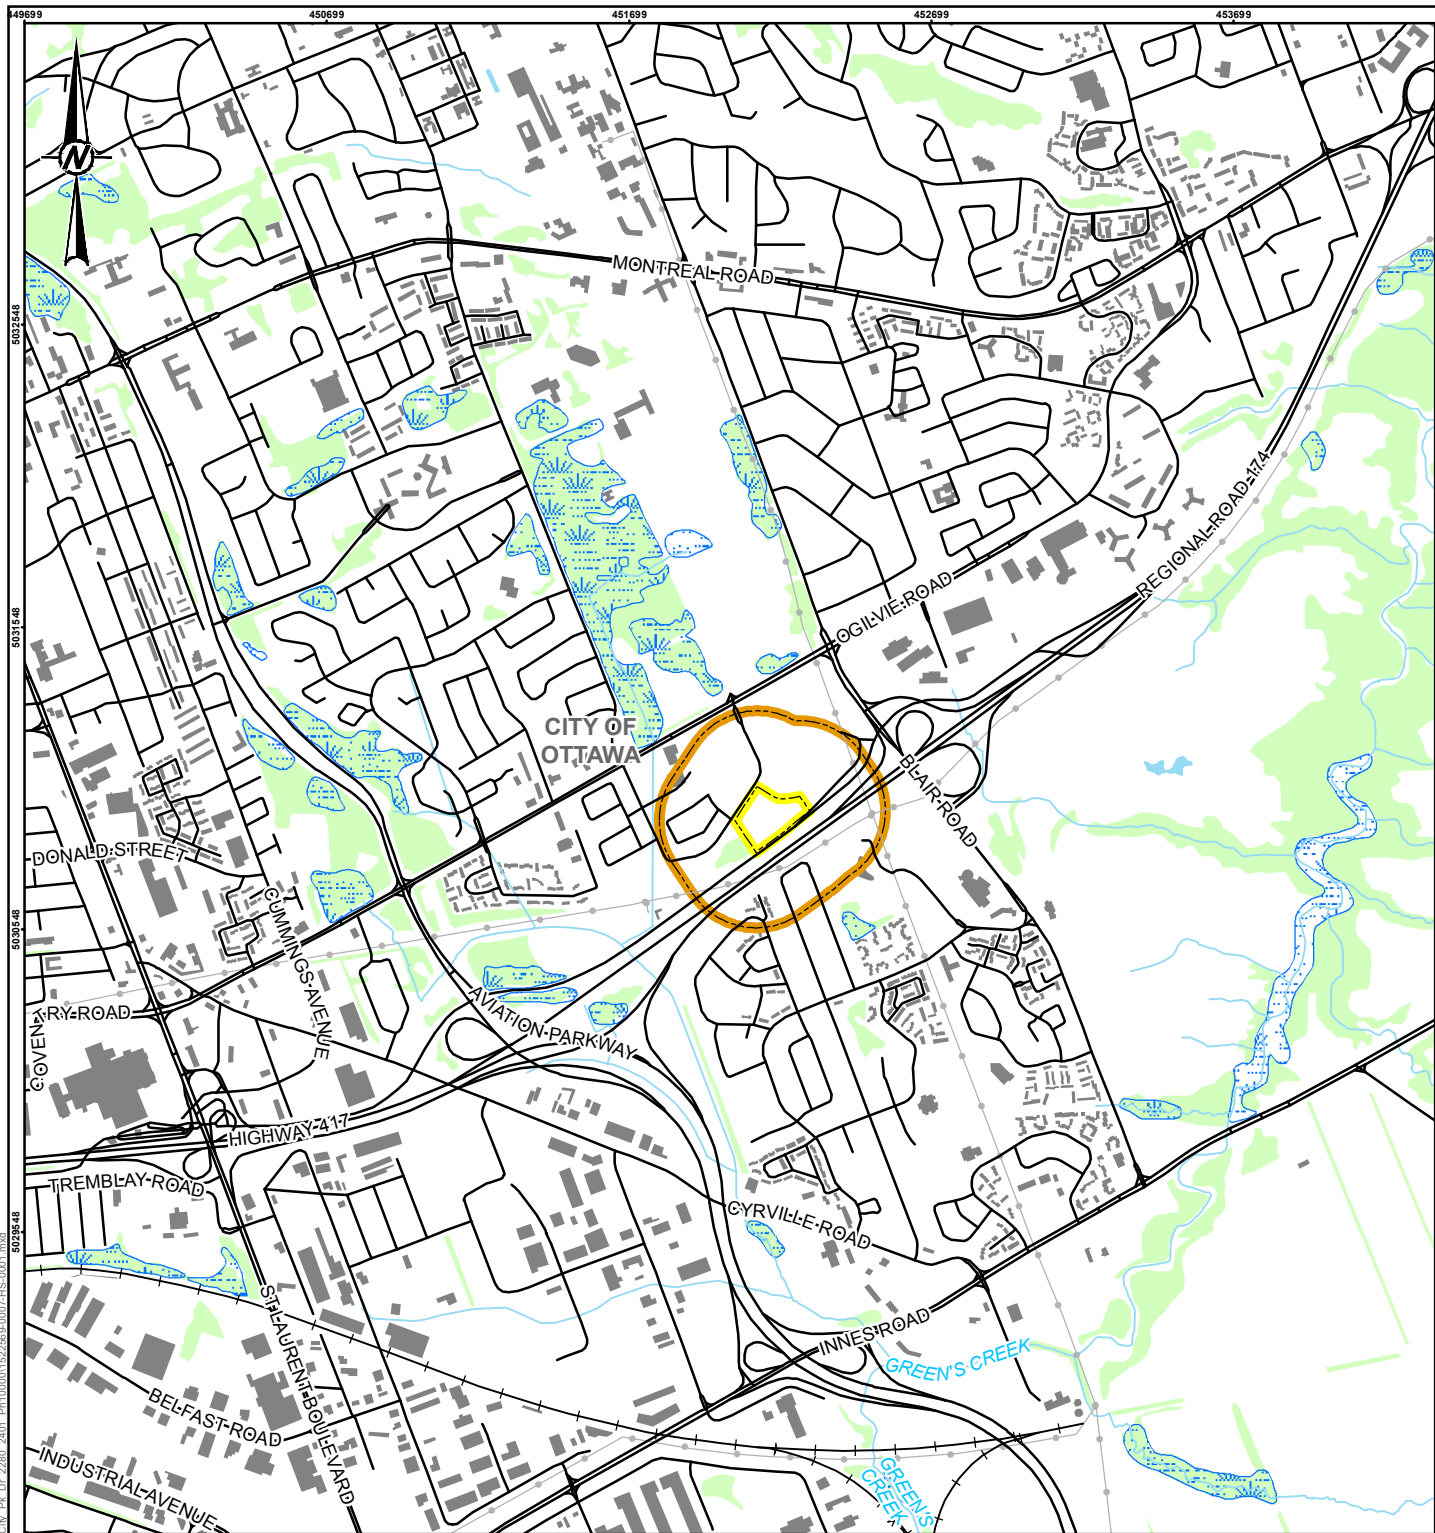 449699
450699
451699
452699
453699
N
MONTREAL ROAD
5032548
REGIONAL ROAD 174
5031548
OGILVIE ROAD
CITY OF
OTTAWA
BLAIR ROAD
DONALD STREET
CUMMINGS AVENUE
5030548
AVIATION PARKWAY
COVENT
RY ROAD
HIGHWAY 417
TREMBLAY ROAD
CYRVILLE ROAD
5029548
ST LAURENT BOULEVARD
INNES ROAD
GREEN'S CREEK
BELFAST ROAD
INDUSTRIAL AVENUE
GREEN'S
CREEK